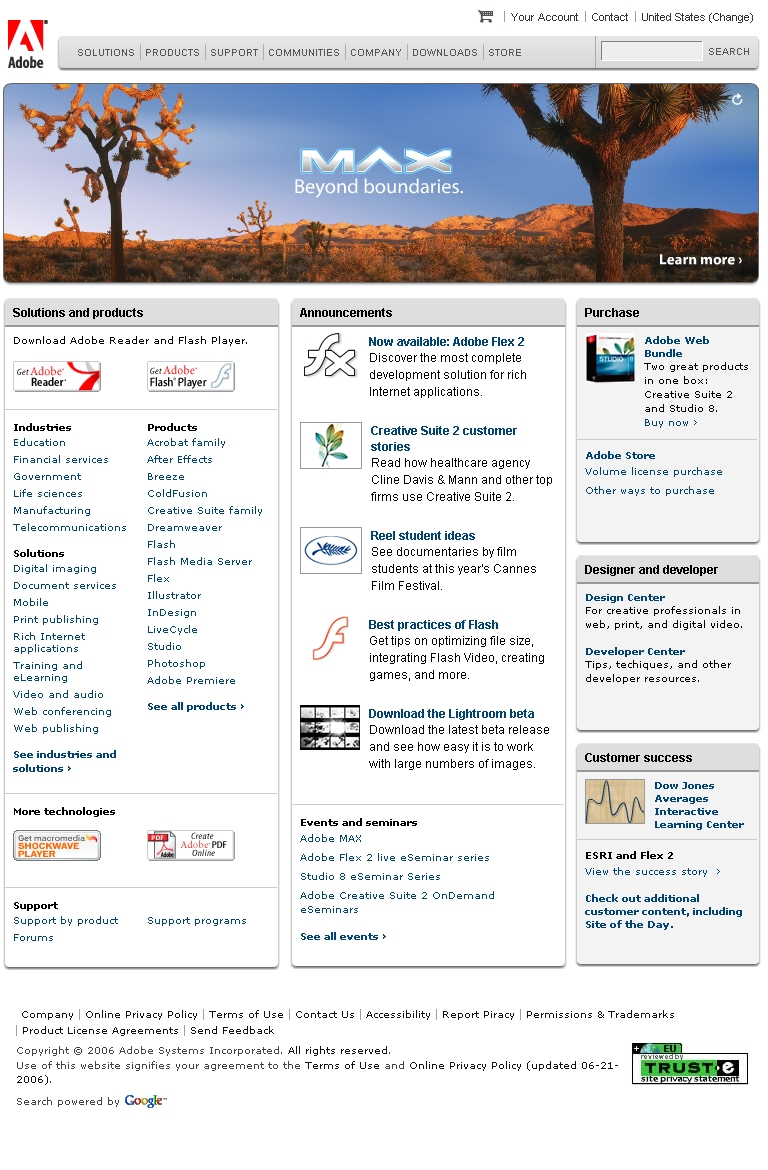 Your Account | Contact | United States (Change)
Adobe
SOLUTIONS | PRODUCTS | SUPPORT | COMMUNITIES | COMPANY | DOWNLOADS | STORE
SEARCH
MAX
Beyond boundaries.
Learn more ›
Solutions and products
Download Adobe Reader and Flash Player.
Get Adobe
Reader
Get Adobe
Flash Player
Industries
Education
Financial services
Government
Life sciences
Manufacturing
Telecommunications
Solutions
Digital imaging
Document services
Mobile
Print publishing
Rich Internet
applications
Training and
eLearning
Video and audio
Web conferencing
Web publishing
See industries and
solutions ›
Products
Acrobat family
After Effects
Breeze
ColdFusion
Creative Suite family
Dreamweaver
Flash
Flash Media Server
Flex
Illustrator
InDesign
LiveCycle
Studio
Photoshop
Adobe Premiere
See all products ›
More technologies
Get macromedia
SHOCKWAVE
PLAYER
PDF
Adobe
Create
Adobe PDF
Online
Support
Support by product
Forums
Support programs
Announcements
fx
Now available: Adobe Flex 2
Discover the most complete
development solution for rich
Internet applications.
Creative Suite 2 customer
stories
Read how healthcare agency
Cline Davis & Mann and other top
firms use Creative Suite 2.
Reel student ideas
See documentaries by film
students at this year's Cannes
Film Festival.
Best practices of Flash
Get tips on optimizing file size,
integrating Flash Video, creating
games, and more.
Download the Lightroom beta
Download the latest beta release
and see how easy it is to work
with large numbers of images.
Events and seminars
Adobe MAX
Adobe Flex 2 live eSeminar series
Studio 8 eSeminar Series
Adobe Creative Suite 2 OnDemand
eSeminars
See all events ›
Purchase
STUDIO 8
Adobe Web
Bundle
Two great products
in one box:
Creative Suite 2
and Studio 8.
Buy now ›
Adobe Store
Volume license purchase
Other ways to purchase
Designer and developer
Design Center
For creative professionals in
web, print, and digital video.
Developer Center
Tips, techiques, and other
developer resources.
Customer success
Dow Jones
Averages
Interactive
Learning Center
ESRI and Flex 2
View the success story ›
Check out additional
customer content, including
Site of the Day.
Company | Online Privacy Policy | Terms of Use | Contact Us | Accessibility | Report Piracy | Permissions & Trademarks
| Product License Agreements | Send Feedback
Copyright © 2006 Adobe Systems Incorporated. All rights reserved.
Use of this website signifies your agreement to the Terms of Use and Online Privacy Policy (updated 06-21-
2006).
Search powered by Google™
EU
reviewed by
TRUST·e
site privacy statement